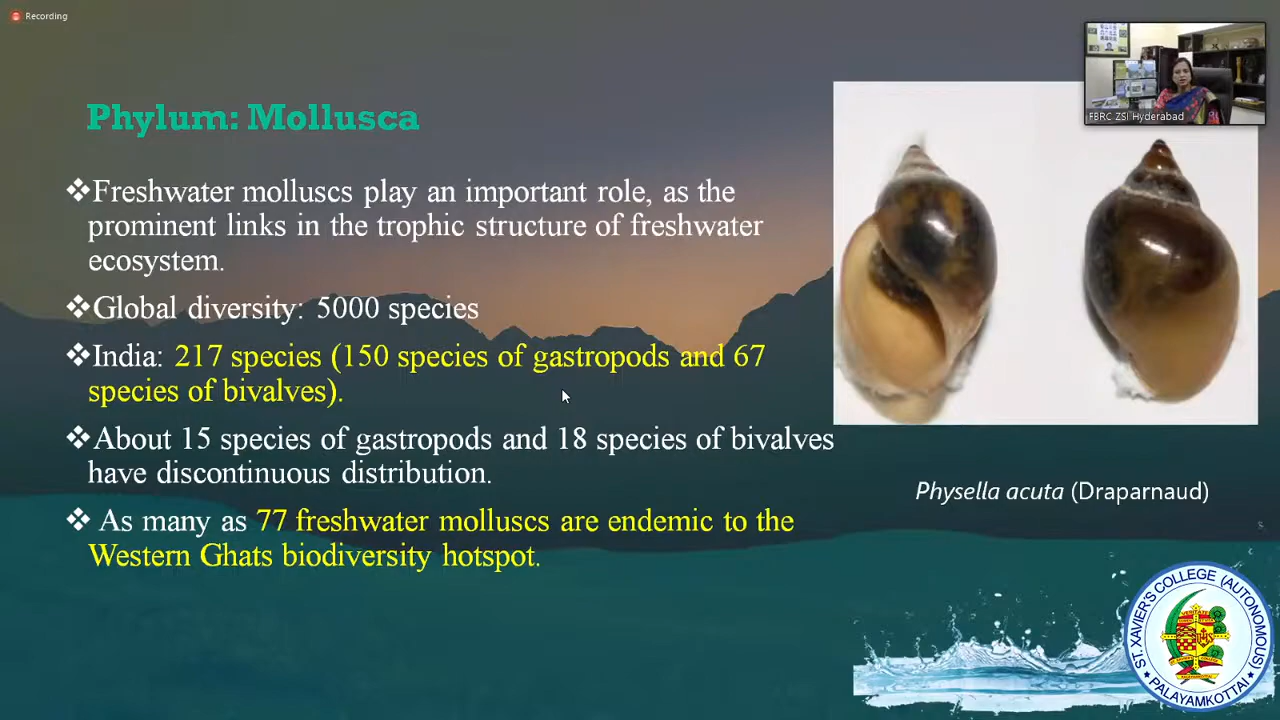 Recording
FBRC ZSI Hyderabad
Phylum: Mollusca
❖Freshwater molluscs play an important role, as the
prominent links in the trophic structure of freshwater
ecosystem.
❖Global diversity: 5000 species
❖India: 217 species (150 species of gastropods and 67
species of bivalves).
❖About 15 species of gastropods and 18 species of bivalves
have discontinuous distribution.
❖ As many as 77 freshwater molluscs are endemic to the
Western Ghats biodiversity hotspot.
Physella acuta (Draparnaud)
ST. XAVIER'S COLLEGE (AUTONOMOUS)
PALAYAMKOTTAI